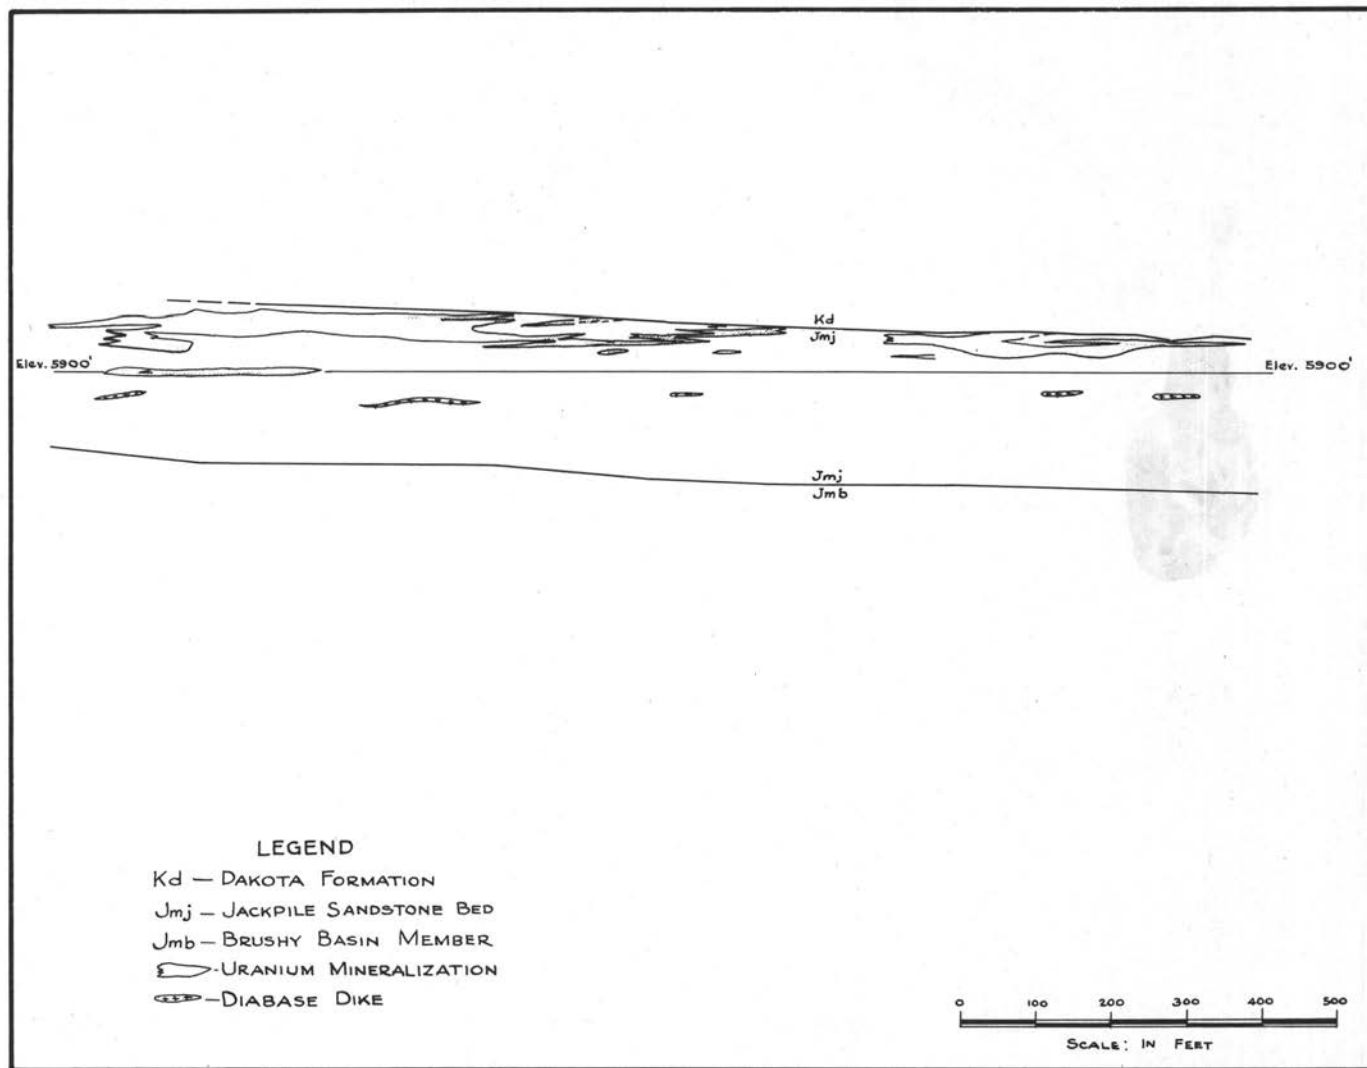 Kd
Jmj
Elev. 5900'
Elev. 5900'
Jmj
Jmb
LEGEND
Kd — DAKOTA FORMATION
Jmj — JACKPILE SANDSTONE BED
Jmb — BRUSHY BASIN MEMBER
- URANIUM MINERALIZATION
— DIABASE DIKE
0 100 200 300 400 500
SCALE: IN FEET